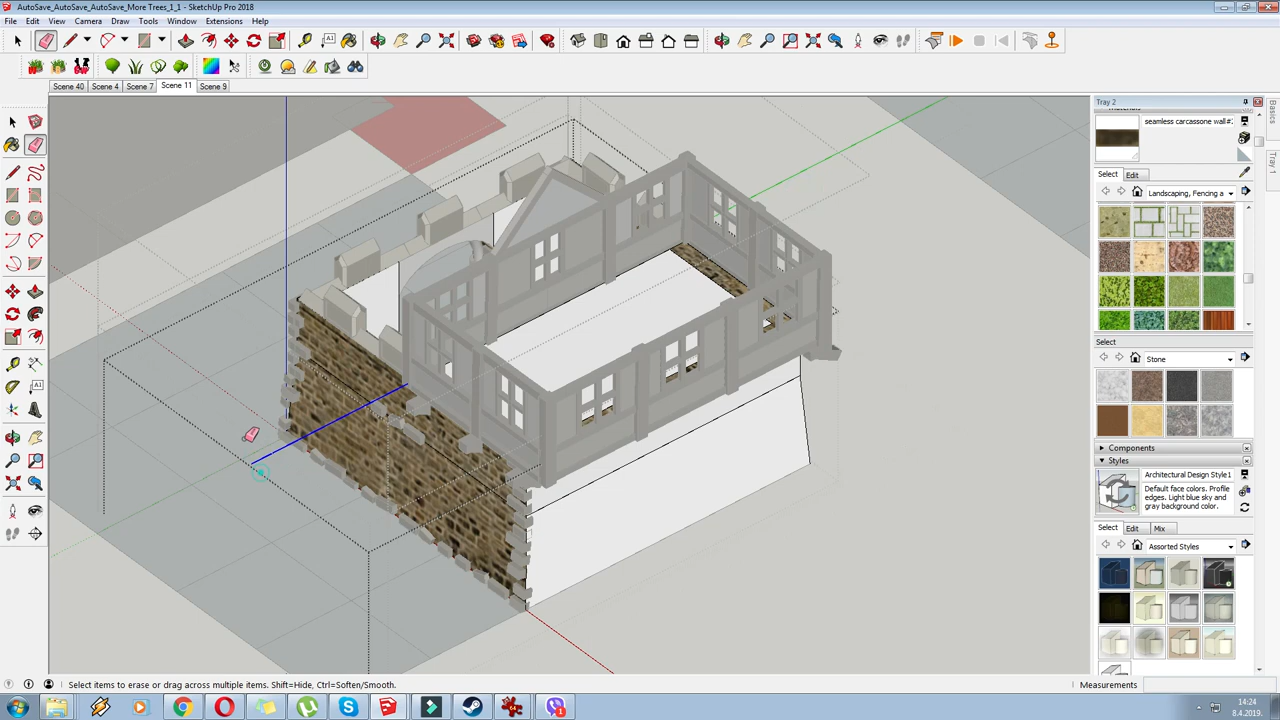 AutoSave_AutoSave_AutoSave_More Trees_1_1 - SketchUp Pro 2018
File Edit View Camera Draw Tools Window Extensions Help
Scene 40 Scene 4 Scene 7 Scene 11 Scene 9
Tray 2
Materials
seamless carcassone wall#
Select Edit
Landscaping, Fencing a
Select
Stone
Components
Styles
Architectural Design Style1
Default face colors. Profile
edges. Light blue sky and
gray background color.
Select Edit Mix
Assorted Styles
Basics
Tray 1
Select items to erase or drag across multiple items. Shift=Hide, Ctrl=Soften/Smooth.
Measurements
14:24
8.4.2019.